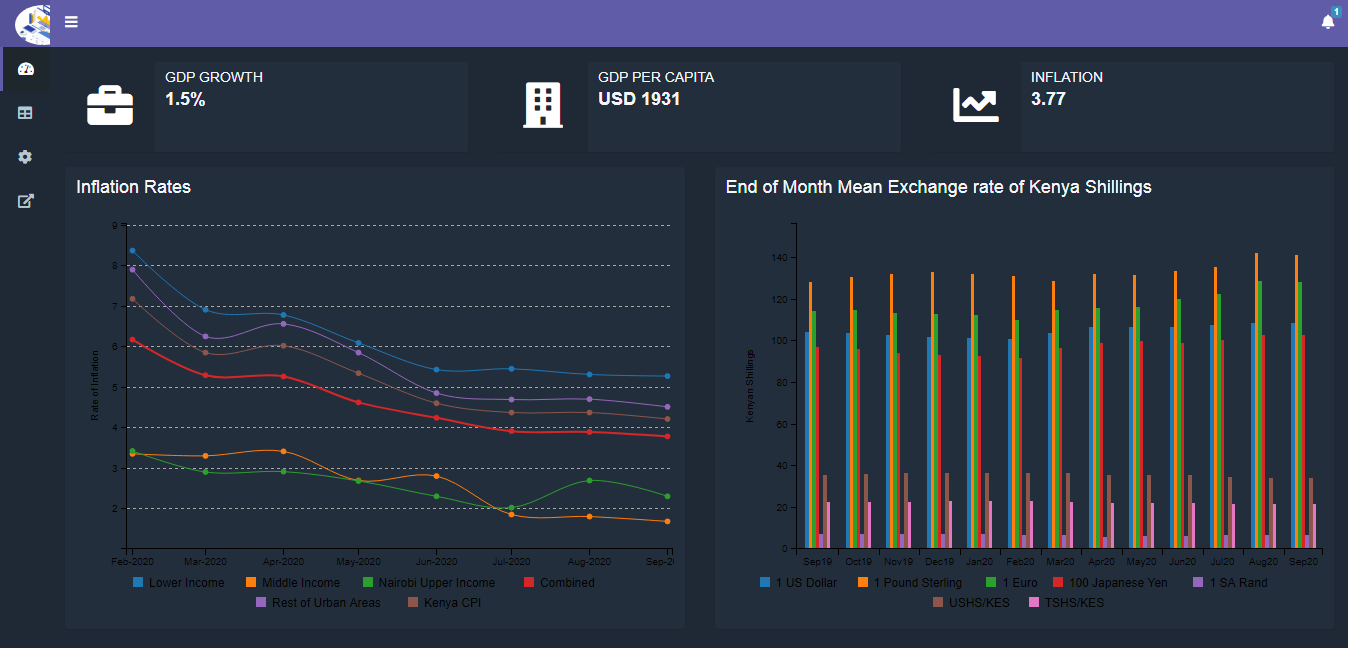 1
GDP GROWTH
1.5%
GDP PER CAPITA
USD 1931
INFLATION
3.77
Inflation Rates
9
8
7
6
5
4
3
2
Rate of Inflation
Feb-2020 Mar-2020 Apr-2020 May-2020 Jun-2020 Jul-2020 Aug-2020 Sep-2
Lower Income Middle Income Nairobi Upper Income Combined
Rest of Urban Areas Kenya CPI
End of Month Mean Exchange rate of Kenya Shillings
140
120
100
80
60
40
20
0
Kenyan Shillings
Sep19 Oct19 Nov19 Dec19 Jan20 Feb20 Mar20 Apr20 May20 Jun20 Jul20 Aug20 Sep20
1 US Dollar 1 Pound Sterling 1 Euro 100 Japanese Yen 1 SA Rand
USHS/KES TSHS/KES